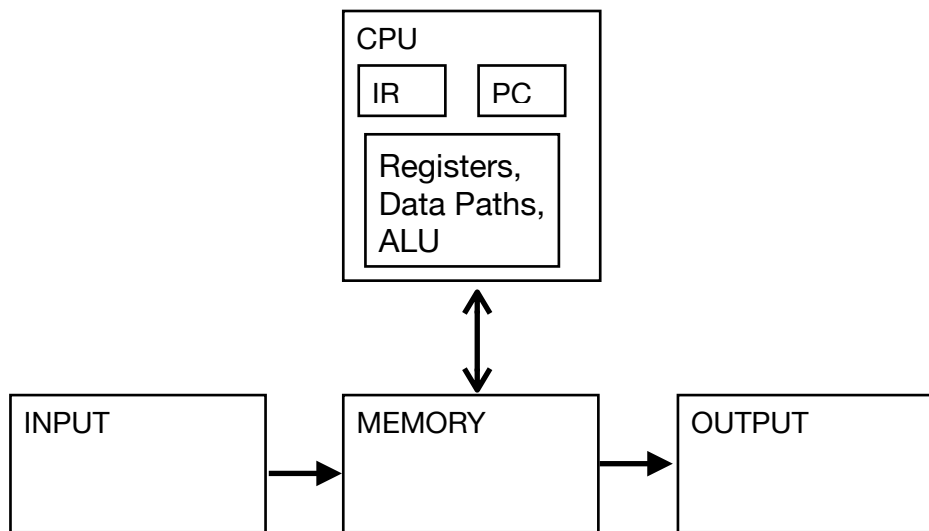 CPU
IR
PC
Registers,
Data Paths,
ALU
INPUT
MEMORY
OUTPUT